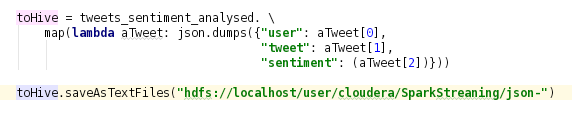 toHive = tweets_sentiment_analysed. \
    map(lambda aTweet: json.dumps({"user": aTweet[0],
                                   "tweet": aTweet[1],
                                   "sentiment": (aTweet[2])}))
toHive.saveAsTextFiles("hdfs://localhost/user/cloudera/SparkStreaming/json-")